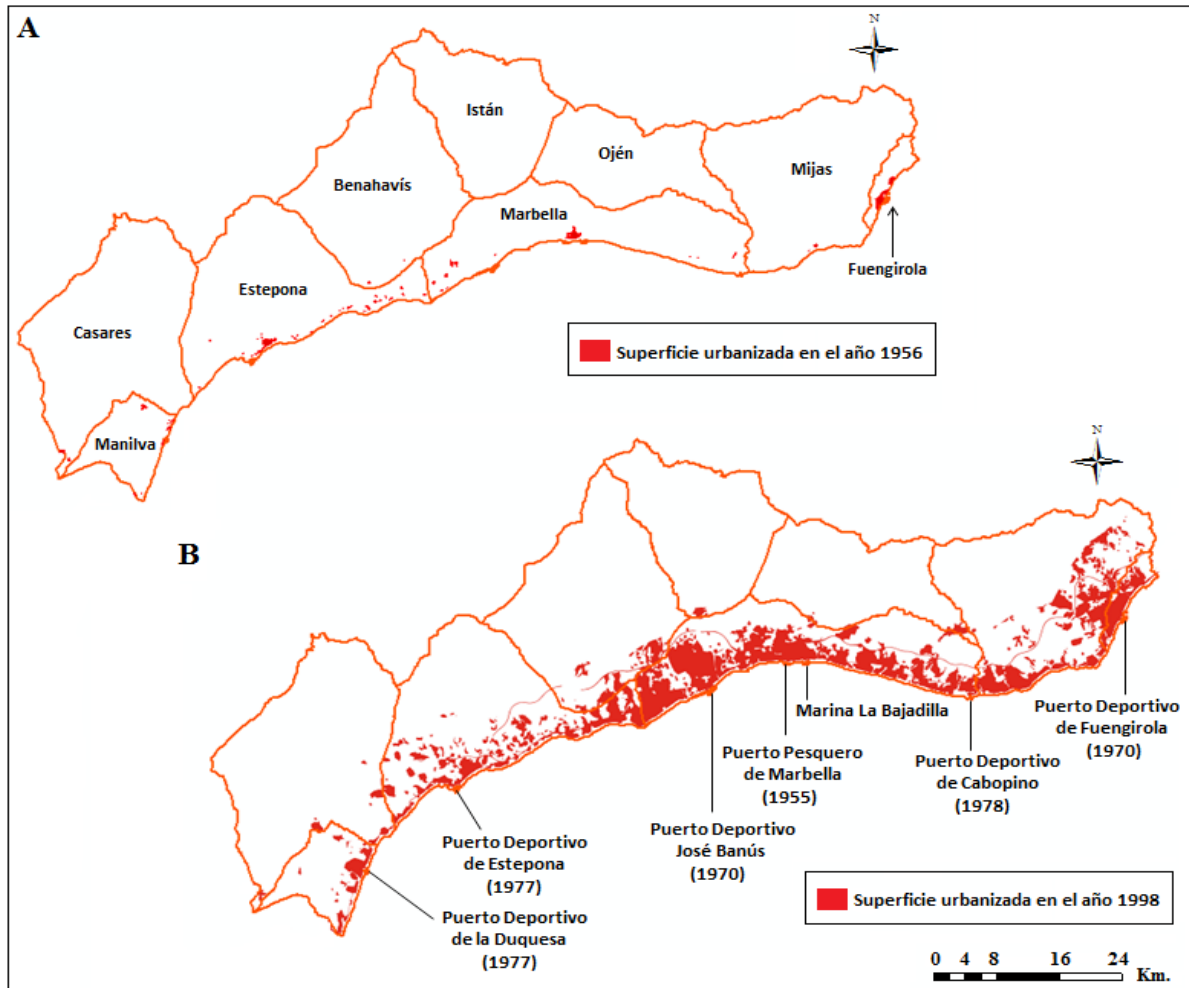 A
N
Istán
Ojén
Mijas
Benahavís
Marbella
Fuengirola
Estepona
Casares
Superficie urbanizada en el año 1956
Manilva
N
B
Marina La Bajadilla
Puerto Deportivo
de Fuengirola
(1970)
Puerto Pesquero
de Marbella
(1955)
Puerto Deportivo
de Cabopino
(1978)
Puerto Deportivo
José Banús
(1970)
Puerto Deportivo
de Estepona
(1977)
Puerto Deportivo
de la Duquesa
(1977)
Superficie urbanizada en el año 1998
0 4 8 16 24
Km.